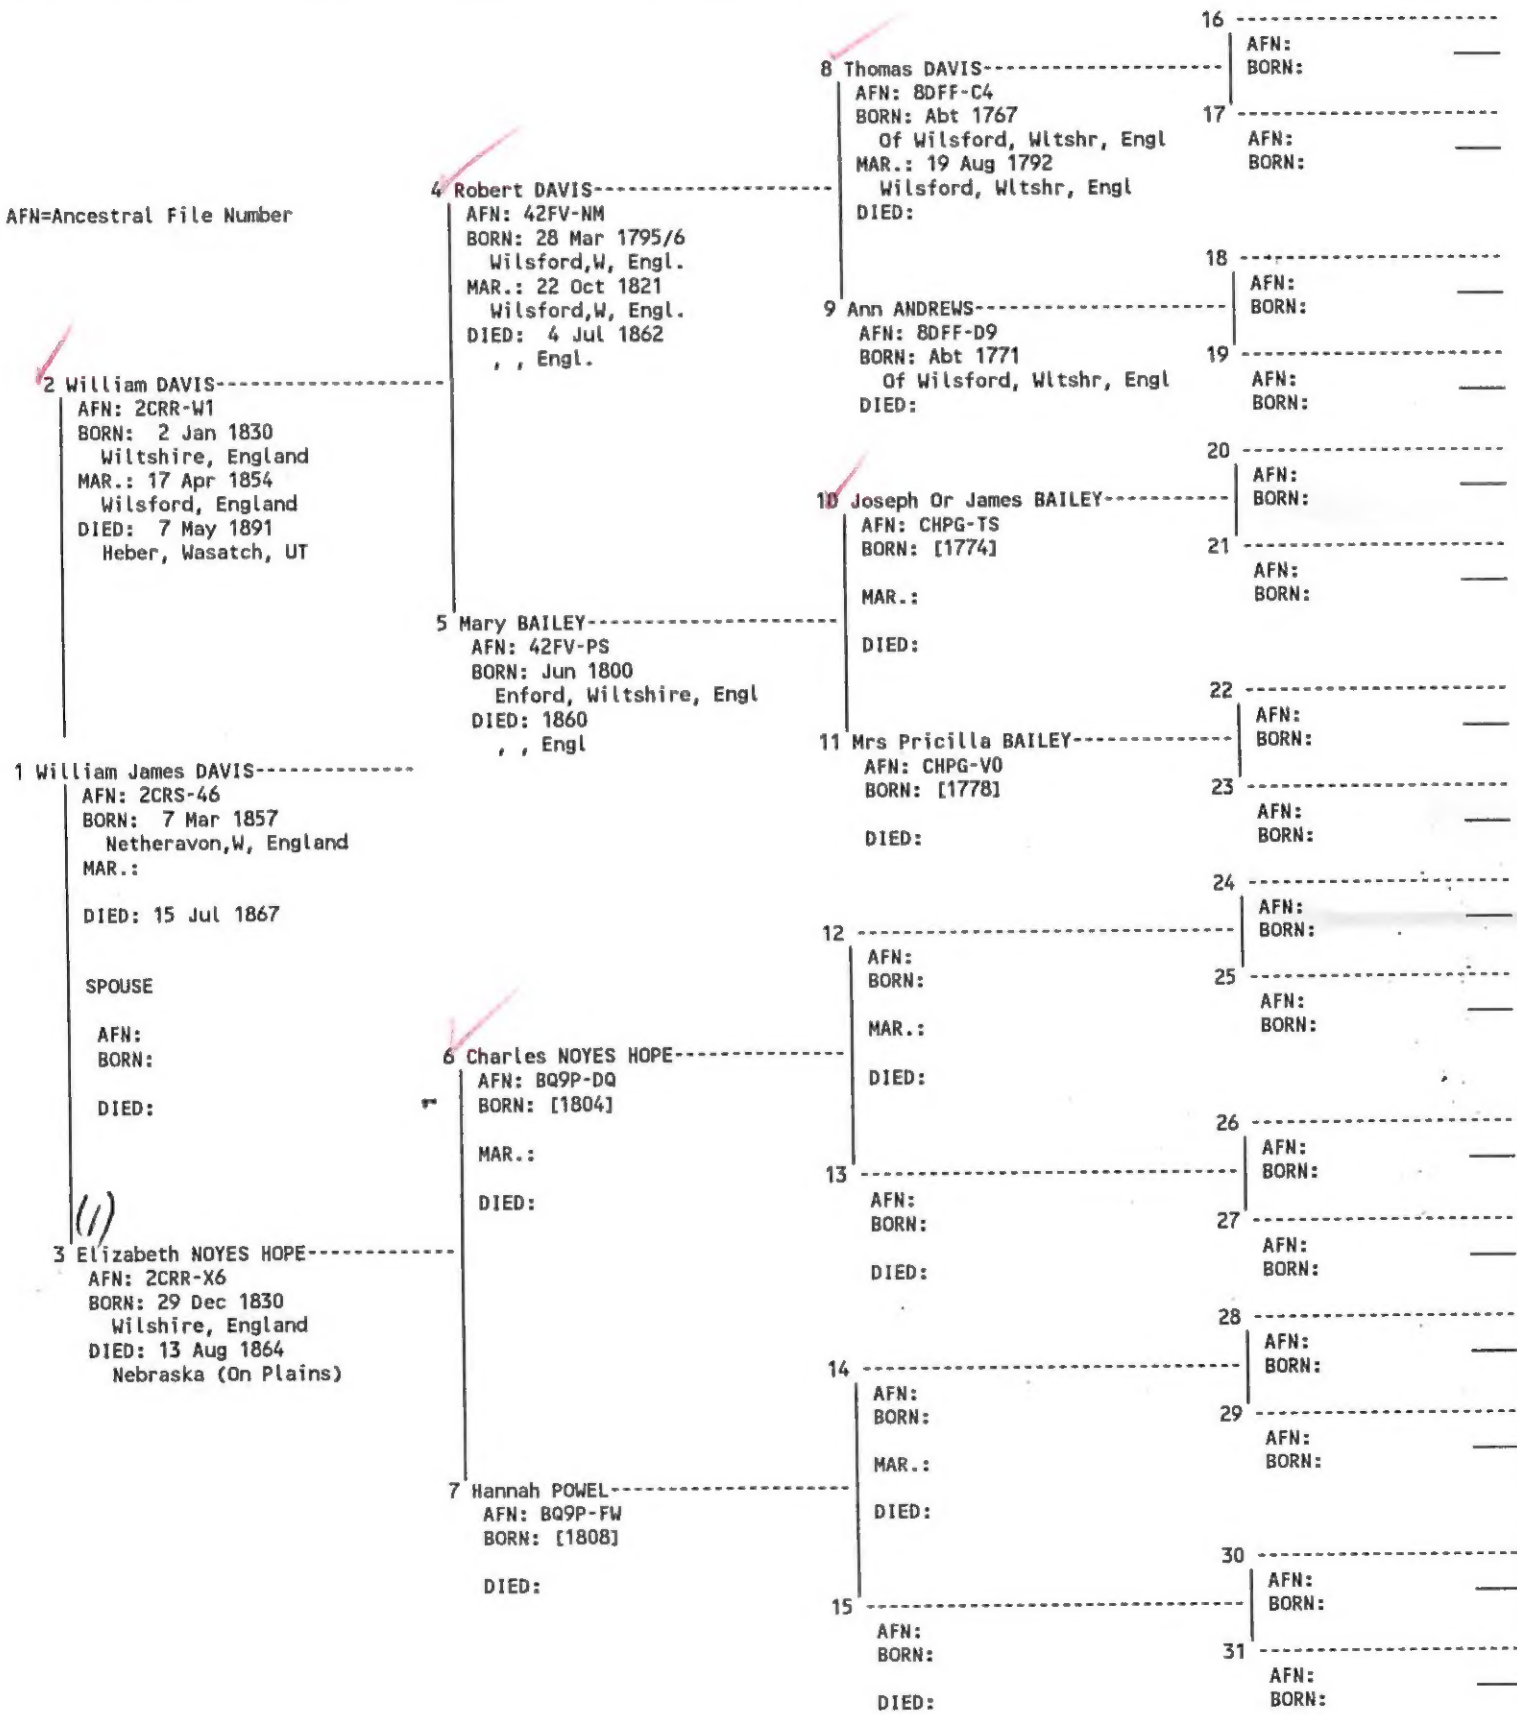 AFN=Ancestral File Number
1 William James DAVIS
AFN: 2CRS-46
BORN: 7 Mar 1857
Netheravon,W, England
MAR.:
DIED: 15 Jul 1867
SPOUSE
AFN:
BORN:
DIED:
2 William DAVIS
AFN: 2CRR-W1
BORN: 2 Jan 1830
Wiltshire, England
MAR.: 17 Apr 1854
Wilsford, England
DIED: 7 May 1891
Heber, Wasatch, UT
(1)
3 Elizabeth NOYES HOPE
AFN: 2CRR-X6
BORN: 29 Dec 1830
Wilshire, England
DIED: 13 Aug 1864
Nebraska (On Plains)
4 Robert DAVIS
AFN: 42FV-NM
BORN: 28 Mar 1795/6
Wilsford,W, Engl.
MAR.: 22 Oct 1821
Wilsford,W, Engl.
DIED: 4 Jul 1862
, , Engl.
5 Mary BAILEY
AFN: 42FV-PS
BORN: Jun 1800
Enford, Wiltshire, Engl
DIED: 1860
, , Engl
6 Charles NOYES HOPE
AFN: BQ9P-DQ
BORN: [1804]
MAR.:
DIED:
7 Hannah POWEL
AFN: BQ9P-FW
BORN: [1808]
DIED:
8 Thomas DAVIS
AFN: 8DFF-C4
BORN: Abt 1767
Of Wilsford, Wltshr, Engl
MAR.: 19 Aug 1792
Wilsford, Wltshr, Engl
DIED:
9 Ann ANDREWS
AFN: 8DFF-D9
BORN: Abt 1771
Of Wilsford, Wltshr, Engl
DIED:
10 Joseph Or James BAILEY
AFN: CHPG-TS
BORN: [1774]
MAR.:
DIED:
11 Mrs Pricilla BAILEY
AFN: CHPG-V0
BORN: [1778]
DIED:
12
AFN:
BORN:
MAR.:
DIED:
13
AFN:
BORN:
DIED:
14
AFN:
BORN:
MAR.:
DIED:
15
AFN:
BORN:
DIED:
16
AFN:
BORN:
17
AFN:
BORN:
18
AFN:
BORN:
19
AFN:
BORN:
20
AFN:
BORN:
21
AFN:
BORN:
22
AFN:
BORN:
23
AFN:
BORN:
24
AFN:
BORN:
25
AFN:
BORN:
26
AFN:
BORN:
27
AFN:
BORN:
28
AFN:
BORN:
29
AFN:
BORN:
30
AFN:
BORN:
31
AFN:
BORN: